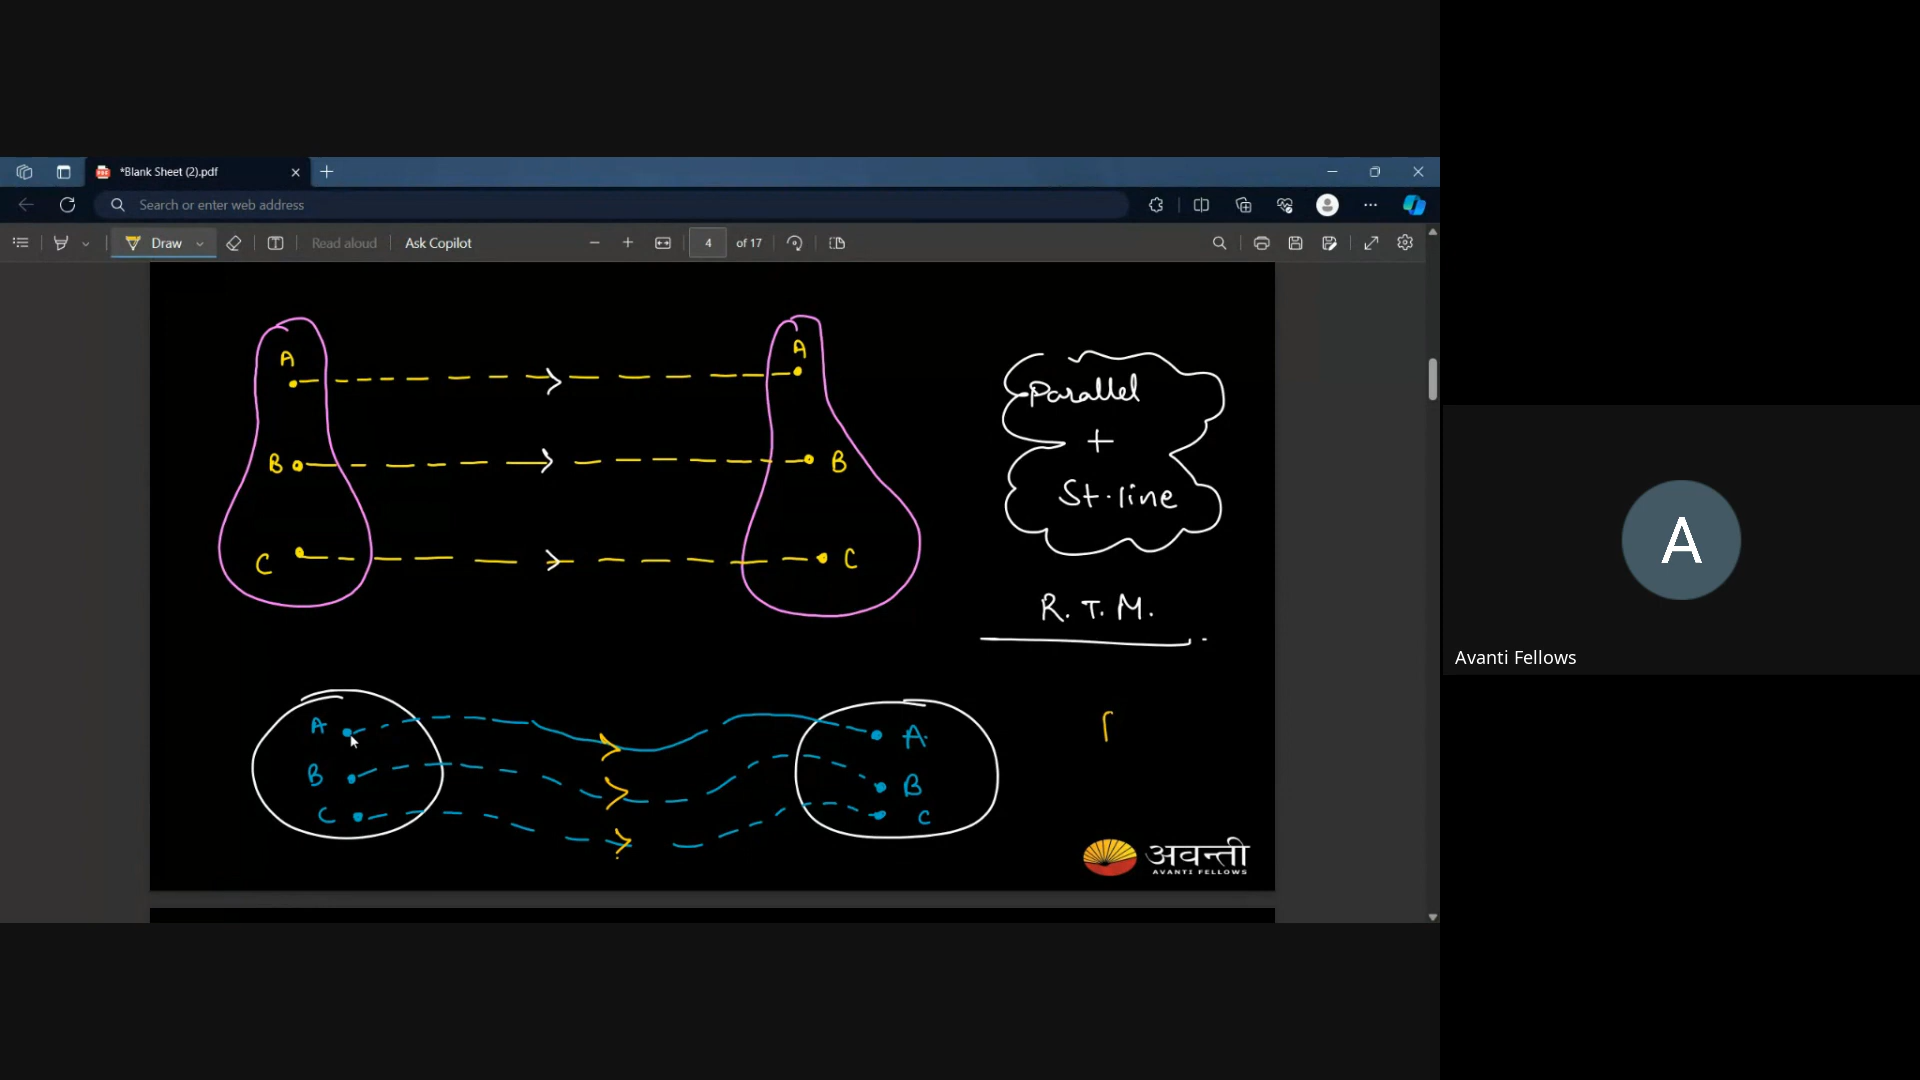 *Blank Sheet (2).pdf
Search or enter web address
Draw
Read aloud
Ask Copilot
4 of 17
A A
B B
C C
Parallel
+
St. line
R. T. M.
A A
B B
C C
अवन्ती
AVANTI FELLOWS
A
Avanti Fellows